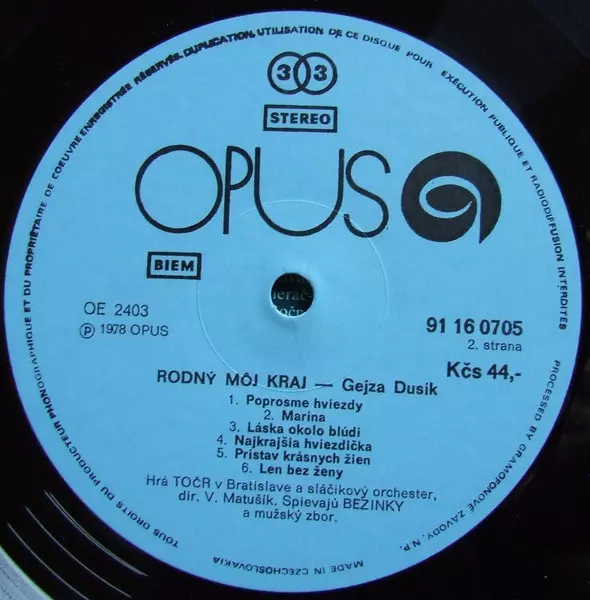 TOUS DROITS DU PRODUCTEUR PHONOGRAPHIQUE ET DU PROPRIÉTAIRE DE L'OEUVRE ENREGISTRÉE RÉSERVÉS. DUPLICATION, UTILISATION DE CE DISQUE POUR EXÉCUTION PUBLIQUE ET RADIODIFFUSION INTERDITES
33
STEREO
OPUS
BIEM
OE 2403
℗ 1978 OPUS
91 16 0705
2. strana
Kčs 44,-
RODNÝ MÔJ KRAJ — Gejza Dusík
1. Poprosme hviezdy
2. Marína
3. Láska okolo blúdi
4. Najkrajšia hviezdička
5. Prístav krásnych žien
6. Len bez ženy
Hrá TOČR v Bratislave a sláčikový orchester,
dir. V. Matušík. Spievajú BEZINKY
a mužský zbor.
PROCESSED BY GRAMOFONOVÉ ZÁVODY, N.P.
MADE IN CZECHOSLOVAKIA